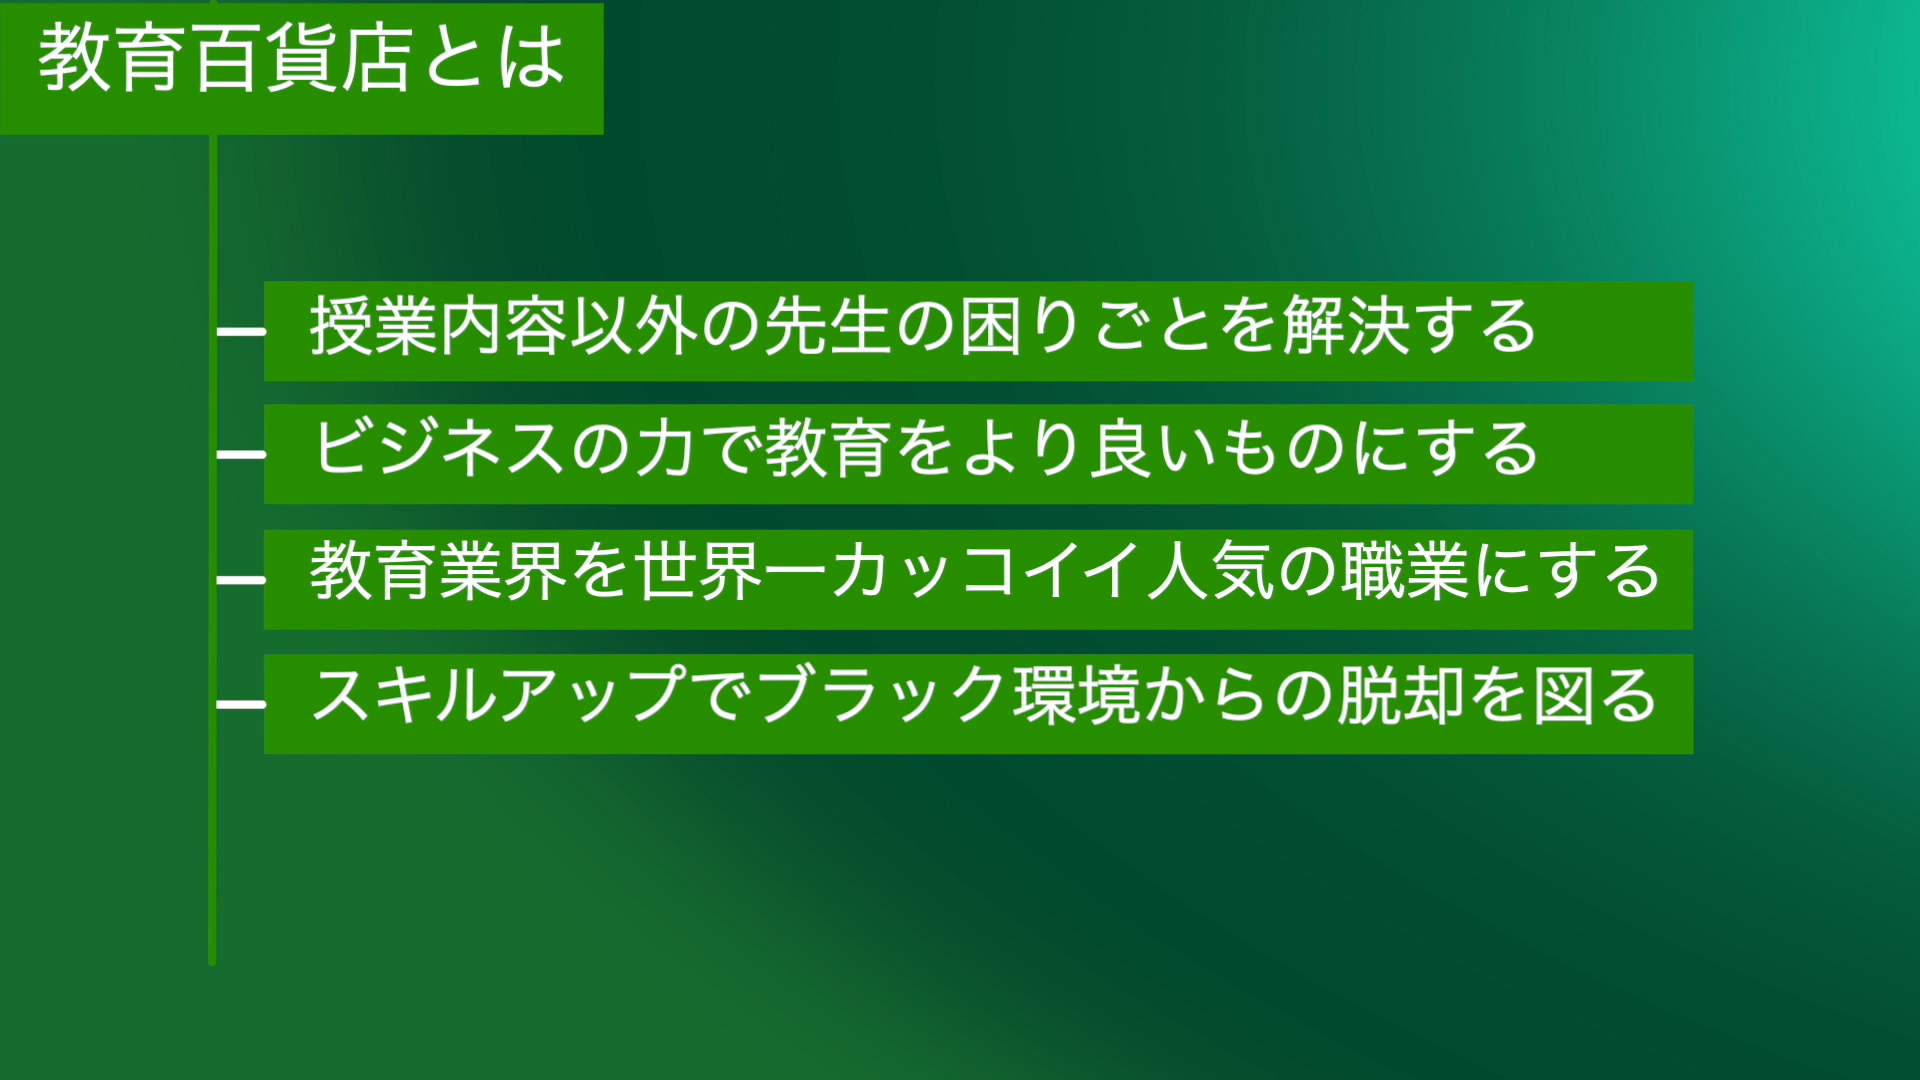 教育百貨店とは
授業内容以外の先生の困りごとを解決する
ビジネスの力で教育をより良いものにする
教育業界を世界一カッコイイ人気の職業にする
スキルアップでブラック環境からの脱却を図る